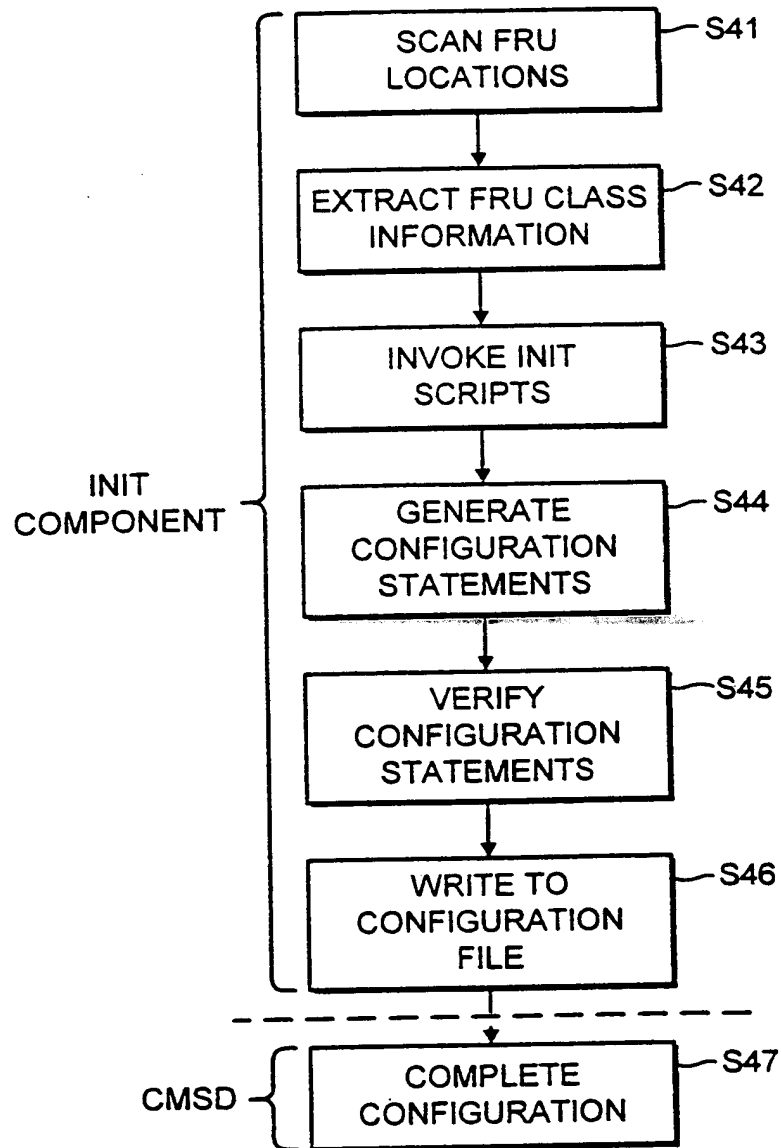 SCAN FRU
LOCATIONS
S41
EXTRACT FRU CLASS
INFORMATION
S42
INVOKE INIT
SCRIPTS
S43
INIT
COMPONENT
GENERATE
CONFIGURATION
STATEMENTS
S44
VERIFY
CONFIGURATION
STATEMENTS
S45
WRITE TO
CONFIGURATION
FILE
S46
CMSD
COMPLETE
CONFIGURATION
S47